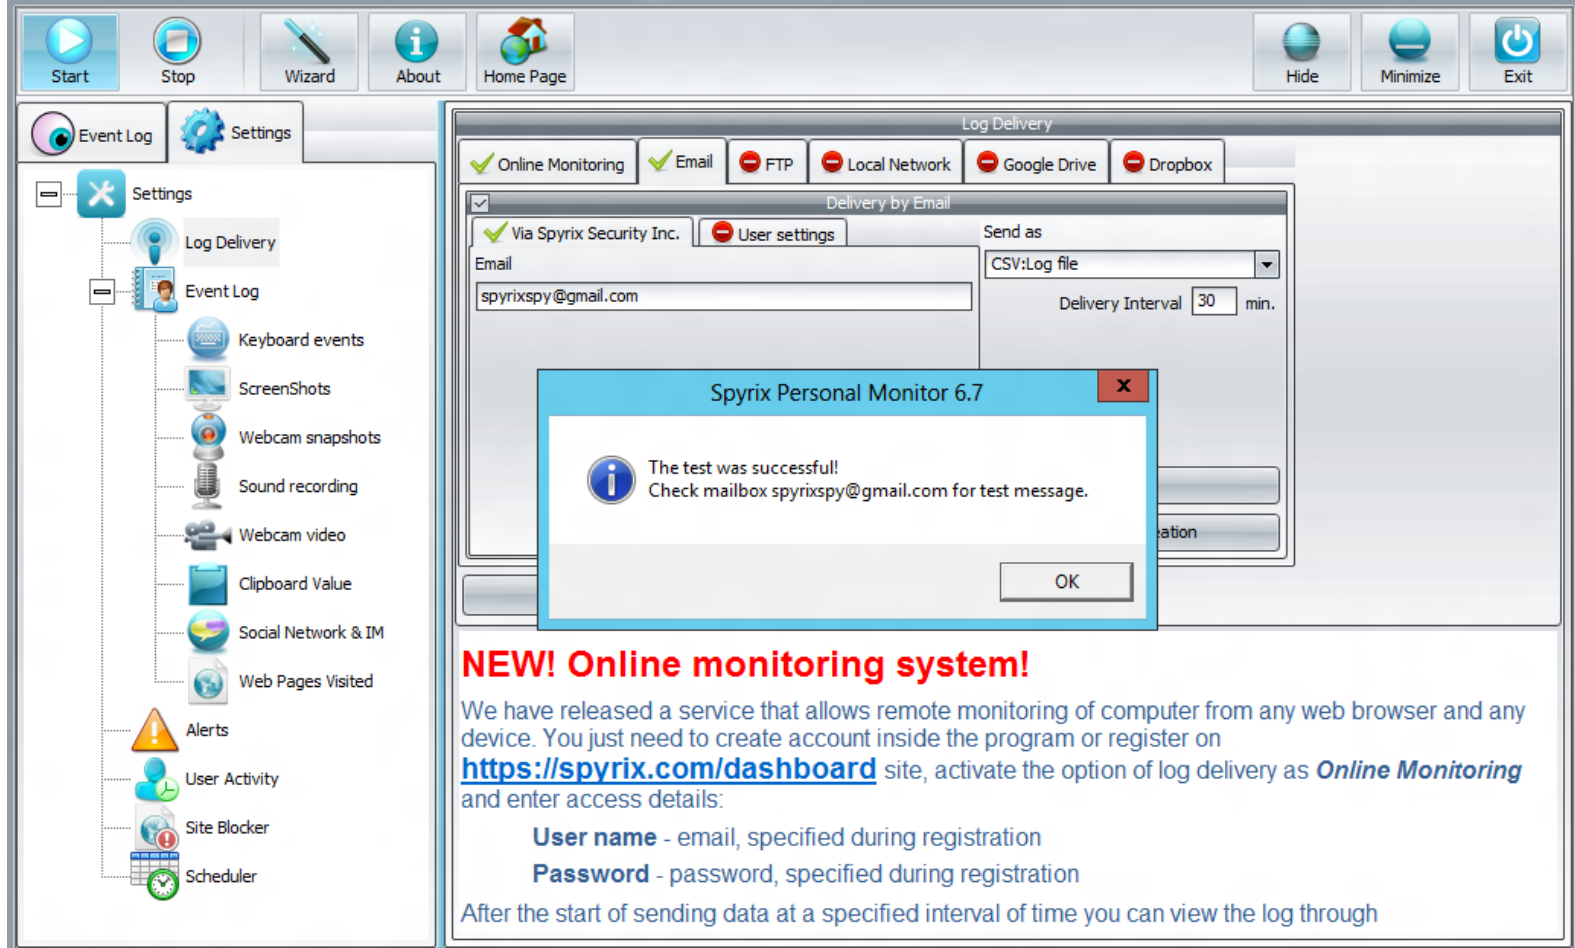 Start
Stop
Wizard
About
Home Page
Hide
Minimize
Exit
Event Log
Settings
Settings
Log Delivery
Event Log
Keyboard events
ScreenShots
Webcam snapshots
Sound recording
Webcam video
Clipboard Value
Social Network & IM
Web Pages Visited
Alerts
User Activity
Site Blocker
Scheduler
Log Delivery
Online Monitoring
Email
FTP
Local Network
Google Drive
Dropbox
Delivery by Email
Via Spyrix Security Inc.
User settings
Send as
Email
CSV:Log file
spyrixspy@gmail.com
Delivery Interval 30 min.
Spyrix Personal Monitor 6.7
The test was successful!
Check mailbox spyrixspy@gmail.com for test message.
OK
NEW! Online monitoring system!
We have released a service that allows remote monitoring of computer from any web browser and any
device. You just need to create account inside the program or register on
https://spyrix.com/dashboard site, activate the option of log delivery as Online Monitoring
and enter access details:
User name - email, specified during registration
Password - password, specified during registration
After the start of sending data at a specified interval of time you can view the log through